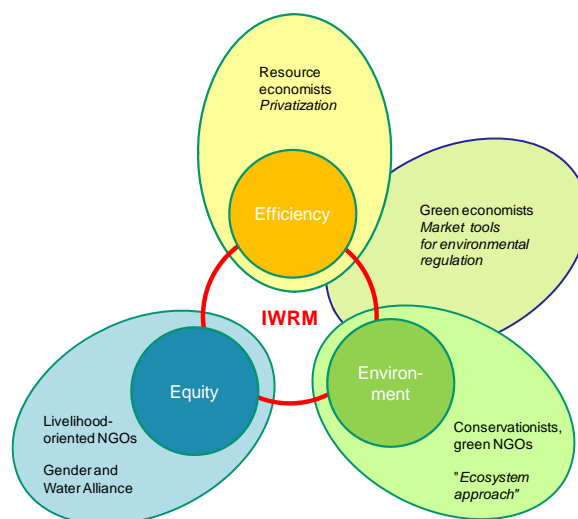 Resource
economists
Privatization
Efficiency
Green economists
Market tools
for environmental
regulation
IWRM
Environ-
ment
Equity
Livelihood-
oriented NGOs
Gender and
Water Alliance
Conservationists,
green NGOs
"Ecosystem
approach"